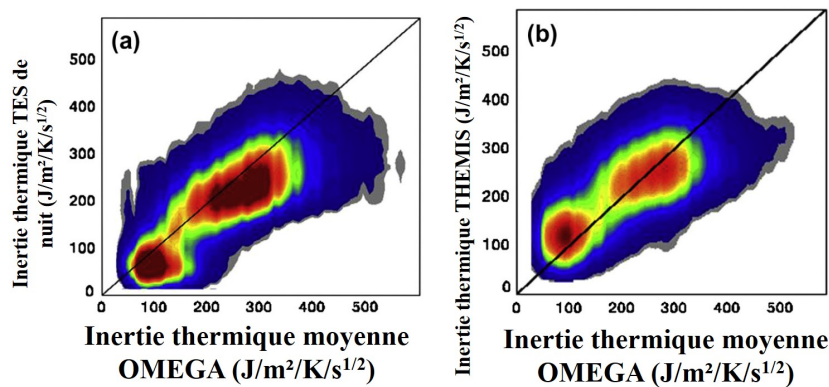 (a)
Inertie thermique TES de
nuit (J/m²/K/s^1/2)
500
400
300
200
100
0
0 100 200 300 400 500
Inertie thermique moyenne
OMEGA (J/m²/K/s^1/2)
(b)
Inertie thermique THEMIS (J/m²/K/s^1/2)
500
400
300
200
100
0
0 100 200 300 400 500
Inertie thermique moyenne
OMEGA (J/m²/K/s^1/2)